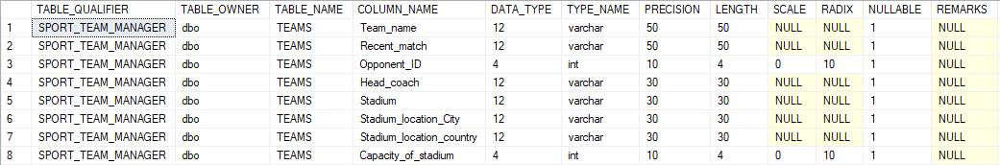 TABLE_QUALIFIER TABLE_OWNER TABLE_NAME COLUMN_NAME DATA_TYPE TYPE_NAME PRECISION LENGTH SCALE RADIX NULLABLE REMARKS
1 SPORT_TEAM_MANAGER dbo TEAMS Team_name 12 varchar 50 50 NULL NULL 1 NULL
2 SPORT_TEAM_MANAGER dbo TEAMS Recent_match 12 varchar 50 50 NULL NULL 1 NULL
3 SPORT_TEAM_MANAGER dbo TEAMS Opponent_ID 4 int 10 4 0 10 1 NULL
4 SPORT_TEAM_MANAGER dbo TEAMS Head_coach 12 varchar 30 30 NULL NULL 1 NULL
5 SPORT_TEAM_MANAGER dbo TEAMS Stadium 12 varchar 30 30 NULL NULL 1 NULL
6 SPORT_TEAM_MANAGER dbo TEAMS Stadium_location_City 12 varchar 30 30 NULL NULL 1 NULL
7 SPORT_TEAM_MANAGER dbo TEAMS Stadium_location_country 12 varchar 30 30 NULL NULL 1 NULL
8 SPORT_TEAM_MANAGER dbo TEAMS Capacity_of_stadium 4 int 10 4 0 10 1 NULL